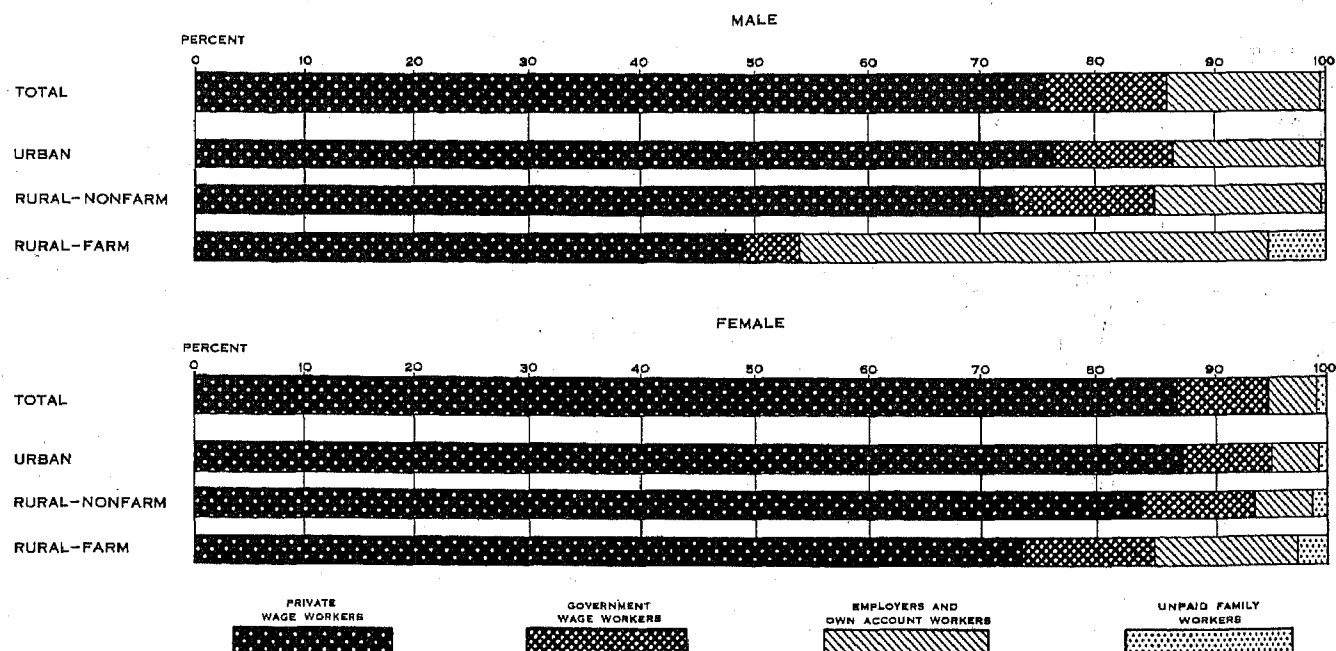 MALE
PERCENT
0 10 20 30 40 50 60 70 80 90 100
TOTAL
URBAN
RURAL-NONFARM
RURAL-FARM
FEMALE
PERCENT
0 10 20 30 40 50 60 70 80 90 100
TOTAL
URBAN
RURAL-NONFARM
RURAL-FARM
PRIVATE WAGE WORKERS
GOVERNMENT WAGE WORKERS
EMPLOYERS AND OWN ACCOUNT WORKERS
UNPAID FAMILY WORKERS